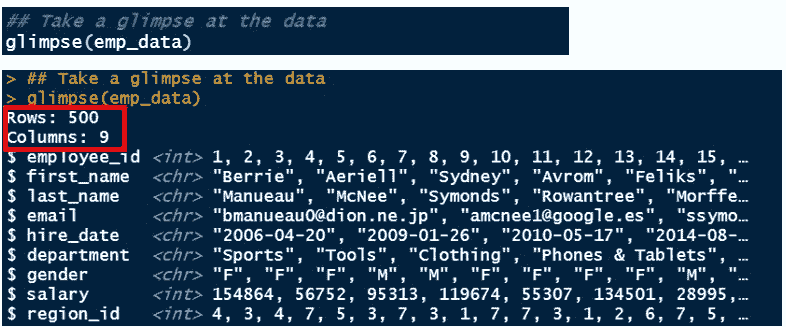 ## Take a glimpse at the data
glimpse(emp_data)
> ## Take a glimpse at the data
> glimpse(emp_data)
Rows: 500
Columns: 9
$ employee_id <int> 1, 2, 3, 4, 5, 6, 7, 8, 9, 10, 11, 12, 13, 14, 15, …
$ first_name <chr> "Berrie", "Aeriell", "Sydney", "Avrom", "Feliks", "…
$ last_name <chr> "Manueau", "McNee", "Symonds", "Rowantree", "Morffe…
$ email <chr> "bmanueau0@dion.ne.jp", "amcnee1@google.es", "ssymo…
$ hire_date <chr> "2006-04-20", "2009-01-26", "2010-05-17", "2014-08-…
$ department <chr> "Sports", "Tools", "Clothing", "Phones & Tablets", …
$ gender <chr> "F", "F", "F", "M", "M", "F", "F", "F", "F", "M", "…
$ salary <int> 154864, 56752, 95313, 119674, 55307, 134501, 28995,…
$ region_id <int> 4, 3, 4, 7, 5, 3, 7, 3, 1, 7, 7, 3, 1, 2, 6, 7, 5, …